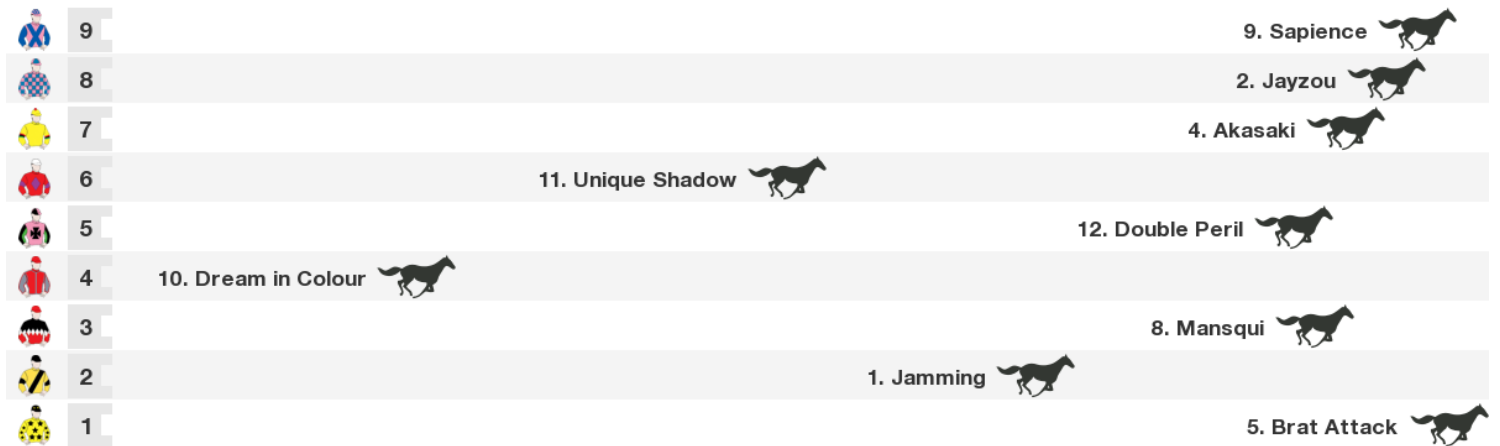 9 9. Sapience
8 2. Jayzou
7 4. Akasaki
6 11. Unique Shadow
5 12. Double Peril
4 10. Dream in Colour
3 8. Mansqui
2 1. Jamming
1 5. Brat Attack